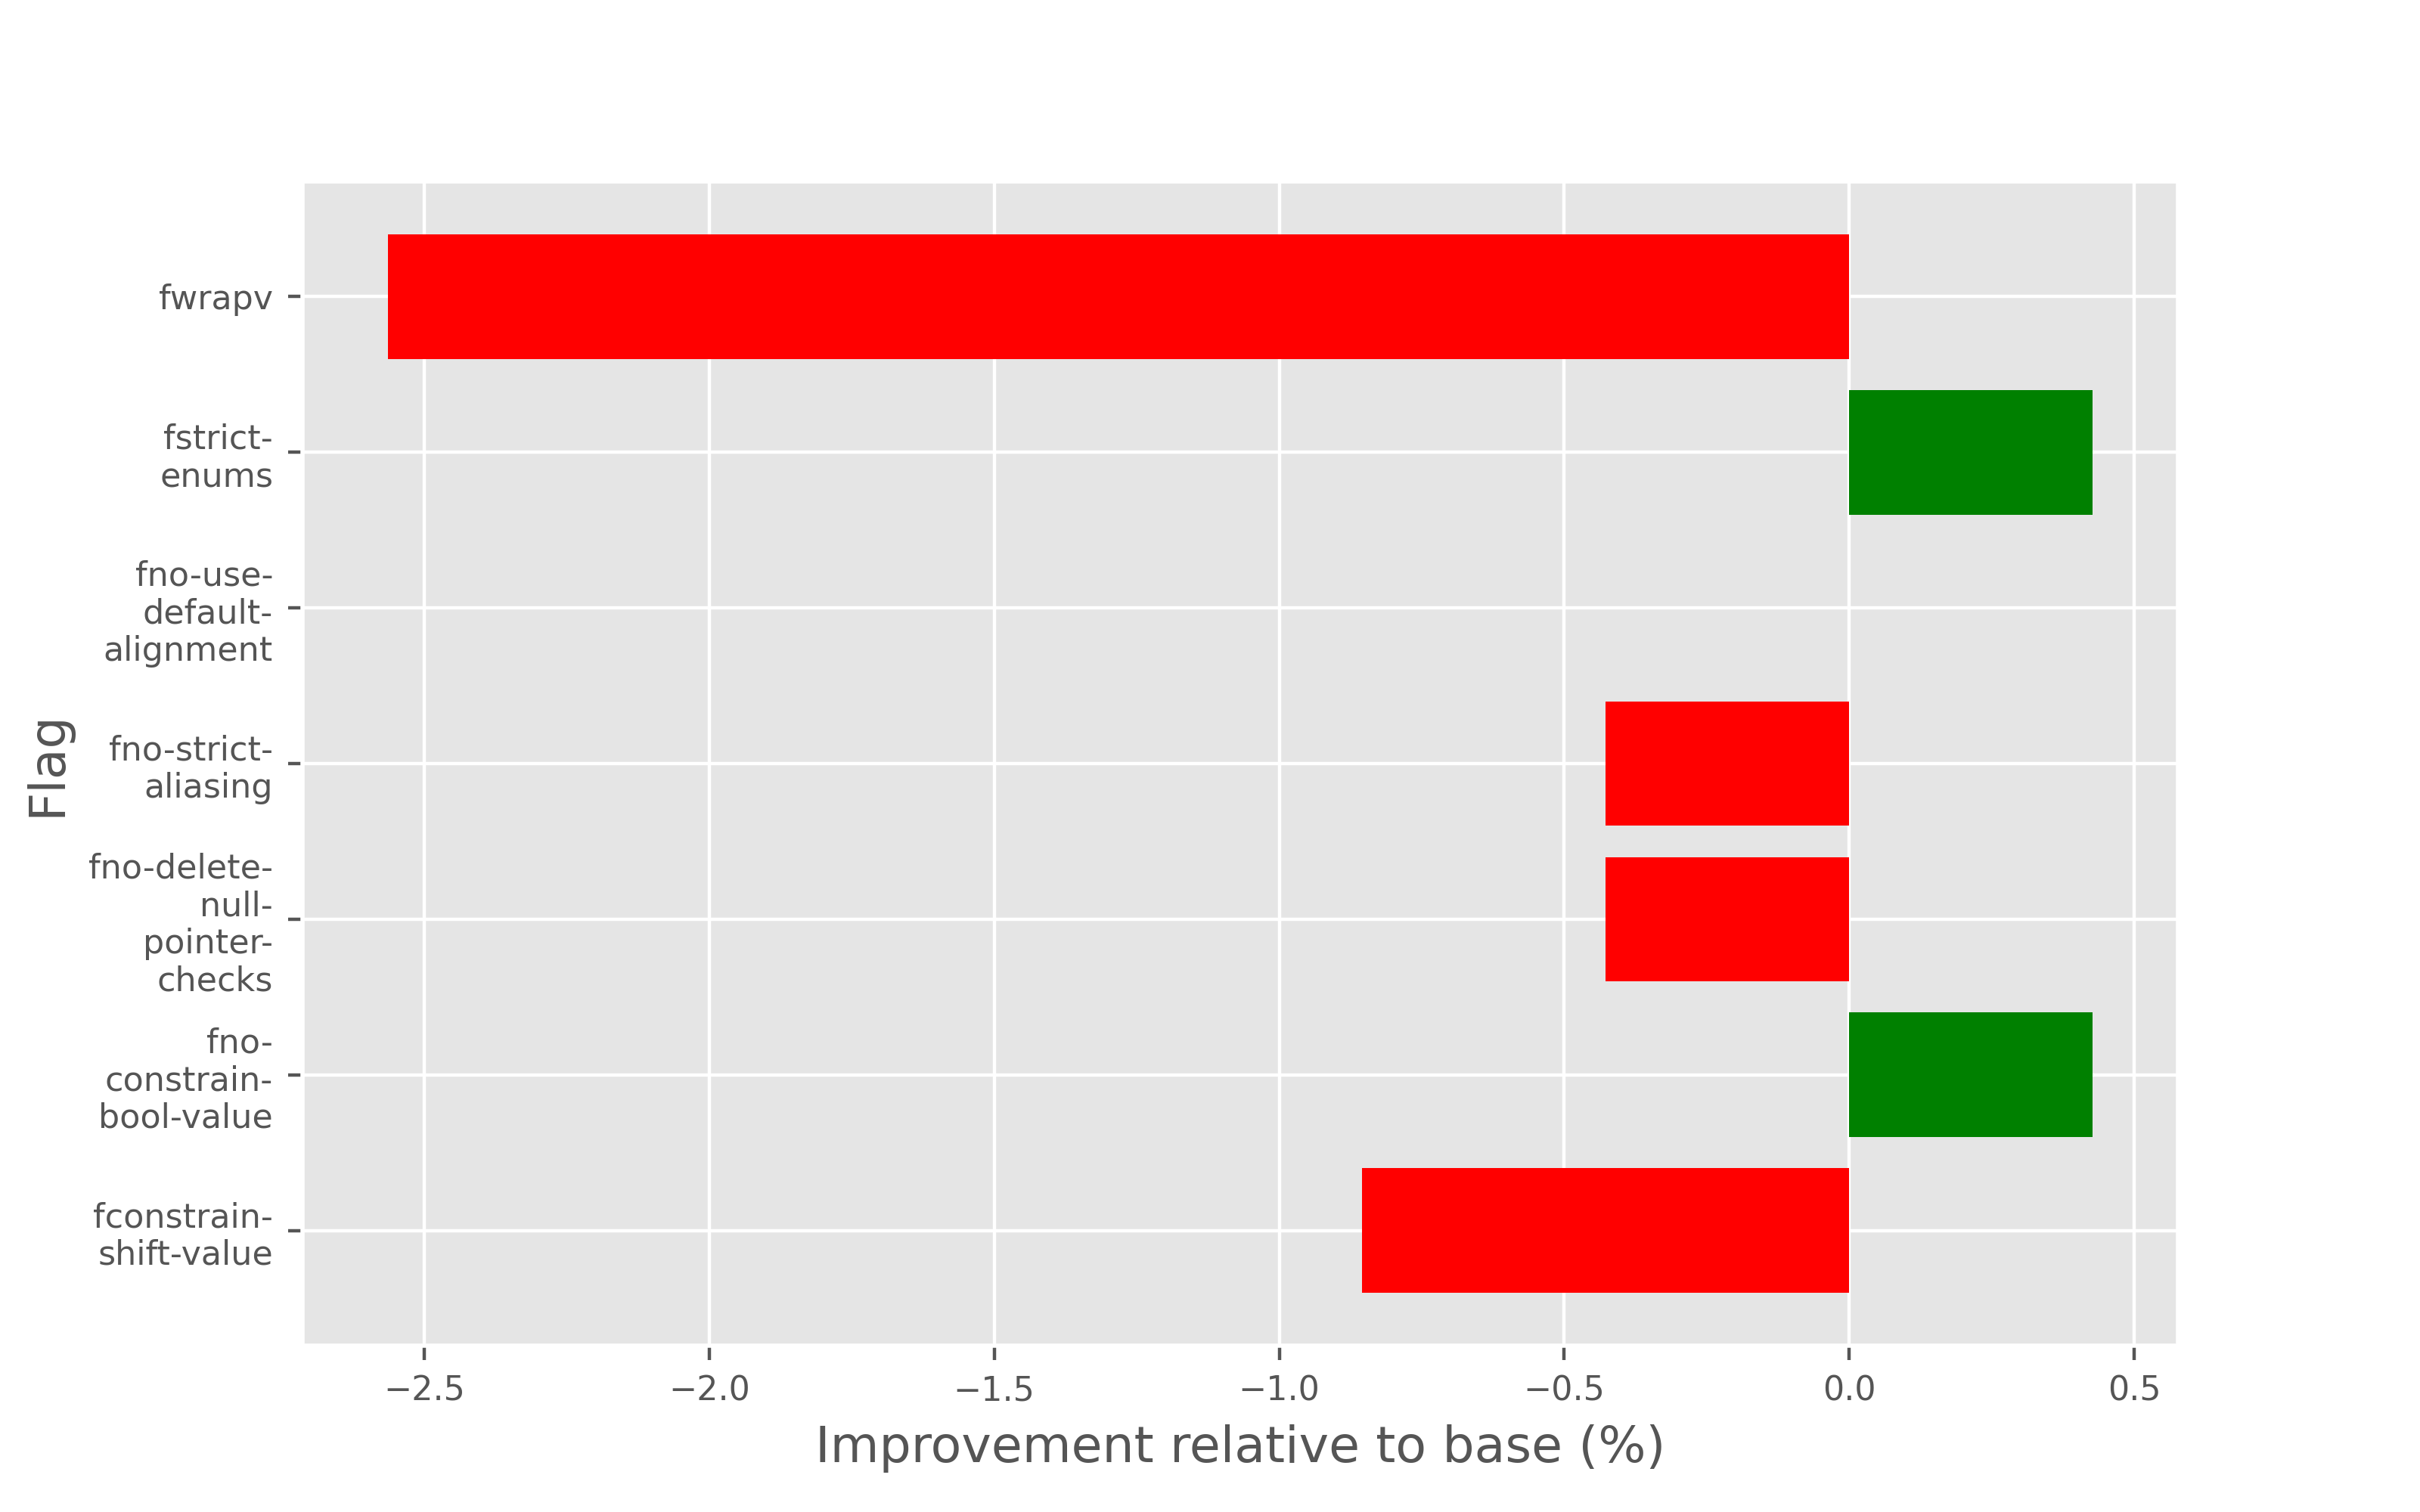 Flag
fwrapv
fstrict-
enums
fno-use-
default-
alignment
fno-strict-
aliasing
fno-delete-
null-
pointer-
checks
fno-
constrain-
bool-value
fconstrain-
shift-value
−2.5 −2.0 −1.5 −1.0 −0.5 0.0 0.5
Improvement relative to base (%)